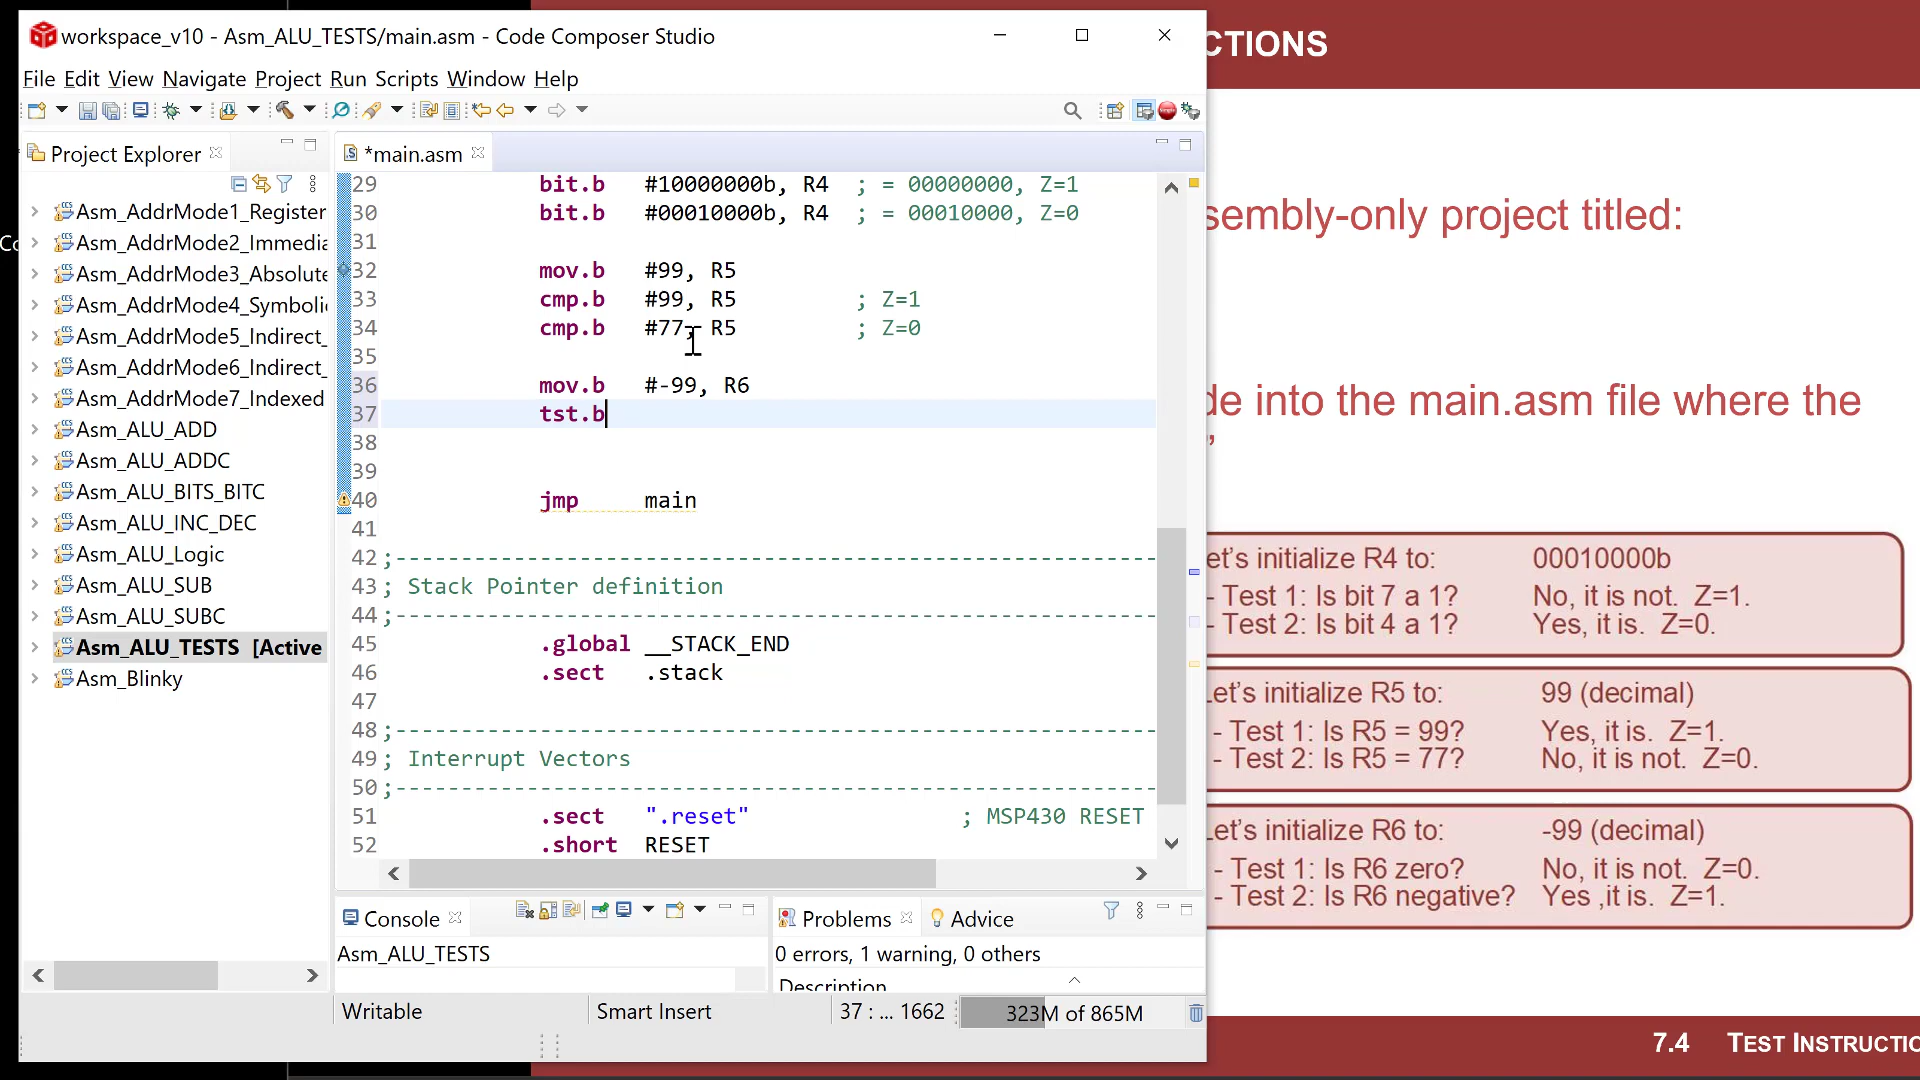 workspace_v10 - Asm_ALU_TESTS/main.asm - Code Composer Studio
File Edit View Navigate Project Run Scripts Window Help
Project Explorer
Asm_AddrMode1_Register
Asm_AddrMode2_Immedia
Asm_AddrMode3_Absolute
Asm_AddrMode4_Symboli
Asm_AddrMode5_Indirect_
Asm_AddrMode6_Indirect_
Asm_AddrMode7_Indexed
Asm_ALU_ADD
Asm_ALU_ADDC
Asm_ALU_BITS_BITC
Asm_ALU_INC_DEC
Asm_ALU_Logic
Asm_ALU_SUB
Asm_ALU_SUBC
Asm_ALU_TESTS [Active
Asm_Blinky
*main.asm
29 bit.b #10000000b, R4 ; = 00000000, Z=1
30 bit.b #00010000b, R4 ; = 00010000, Z=0
31
32 mov.b #99, R5
33 cmp.b #99, R5 ; Z=1
34 cmp.b #77, R5 ; Z=0
35
36 mov.b #-99, R6
37 tst.b
38
39
40 jmp main
41
42 ;-----------------------------------------------------------
43 ; Stack Pointer definition
44 ;-----------------------------------------------------------
45 .global __STACK_END
46 .sect .stack
47
48 ;-----------------------------------------------------------
49 ; Interrupt Vectors
50 ;-----------------------------------------------------------
51 .sect ".reset" ; MSP430 RESET
52 .short RESET
Console
Asm_ALU_TESTS
Problems
Advice
0 errors, 1 warning, 0 others
Description
Writable
Smart Insert
37 : ... 1662
323M of 865M
CTIONS
sembly-only project titled:
de into the main.asm file where the
et's initialize R4 to: 00010000b
- Test 1: Is bit 7 a 1? No, it is not. Z=1.
- Test 2: Is bit 4 a 1? Yes, it is. Z=0.
Let's initialize R5 to: 99 (decimal)
- Test 1: Is R5 = 99? Yes, it is. Z=1.
- Test 2: Is R5 = 77? No, it is not. Z=0.
Let's initialize R6 to: -99 (decimal)
- Test 1: Is R6 zero? No, it is not. Z=0.
- Test 2: Is R6 negative? Yes ,it is. Z=1.
7.4 TEST INSTRUCTIO